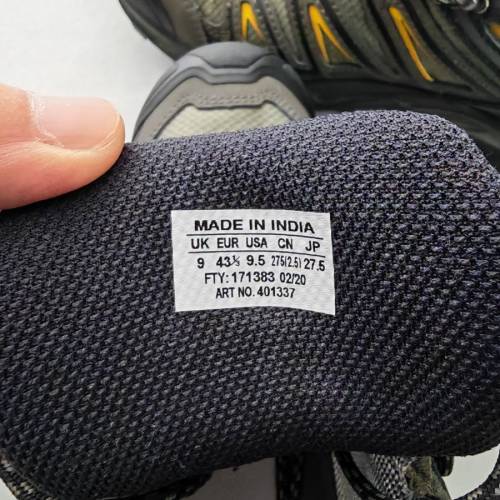 MADE IN INDIA
UK EUR USA CN JP
9 43⅓ 9.5 275(2.5) 27.5
FTY: 171383 02/20
ART NO. 401337